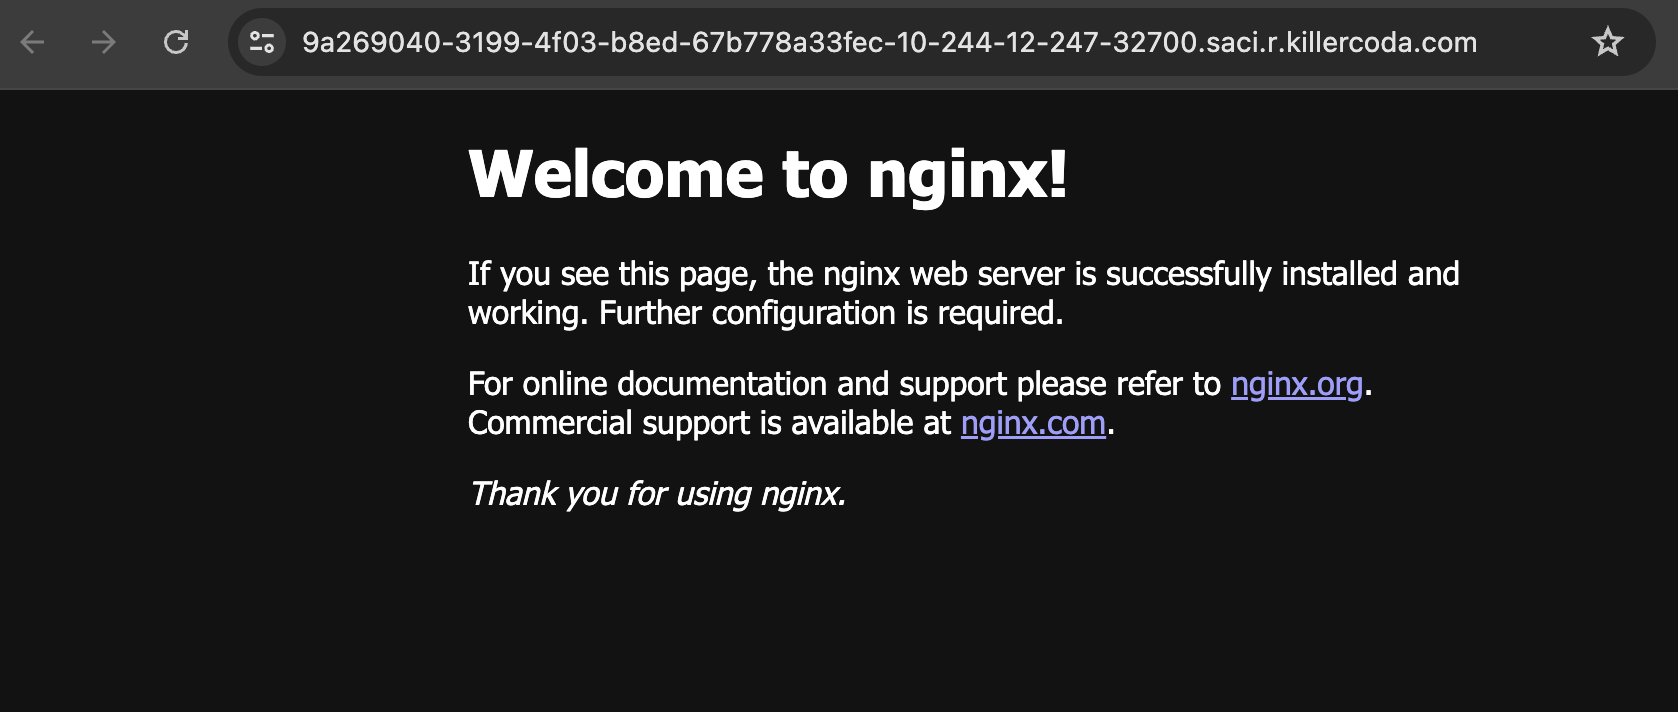 9a269040-3199-4f03-b8ed-67b778a33fec-10-244-12-247-32700.saci.r.killercoda.com
Welcome to nginx!
If you see this page, the nginx web server is successfully installed and
working. Further configuration is required.
For online documentation and support please refer to nginx.org.
Commercial support is available at nginx.com.
Thank you for using nginx.